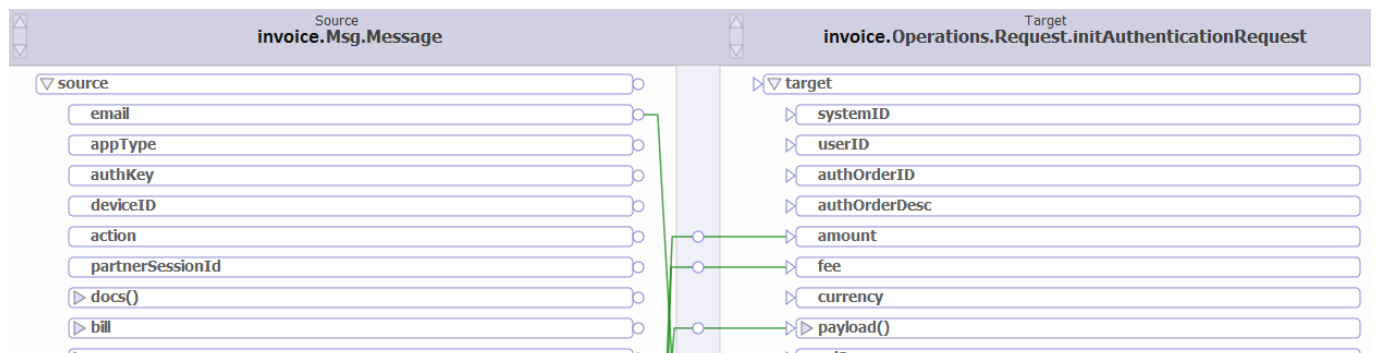 Source
invoice.Msg.Message
Target
invoice.Operations.Request.initAuthenticationRequest
source
email
appType
authKey
deviceID
action
partnerSessionId
docs()
bill
target
systemID
userID
authOrderID
authOrderDesc
amount
fee
currency
payload()